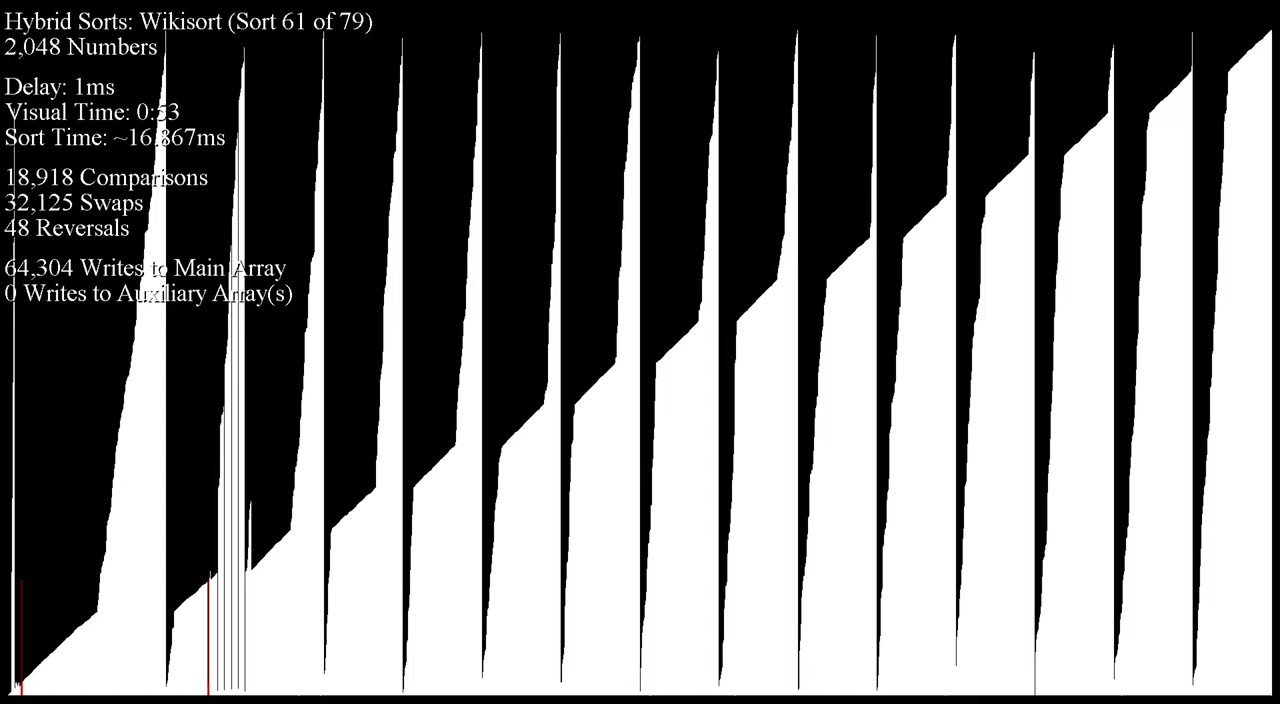 Hybrid Sorts: Wikisort (Sort 61 of 79)
2,048 Numbers
Delay: 1ms
Visual Time: 0:53
Sort Time: ~16.867ms
18,918 Comparisons
32,125 Swaps
48 Reversals
64,304 Writes to Main Array
0 Writes to Auxiliary Array(s)